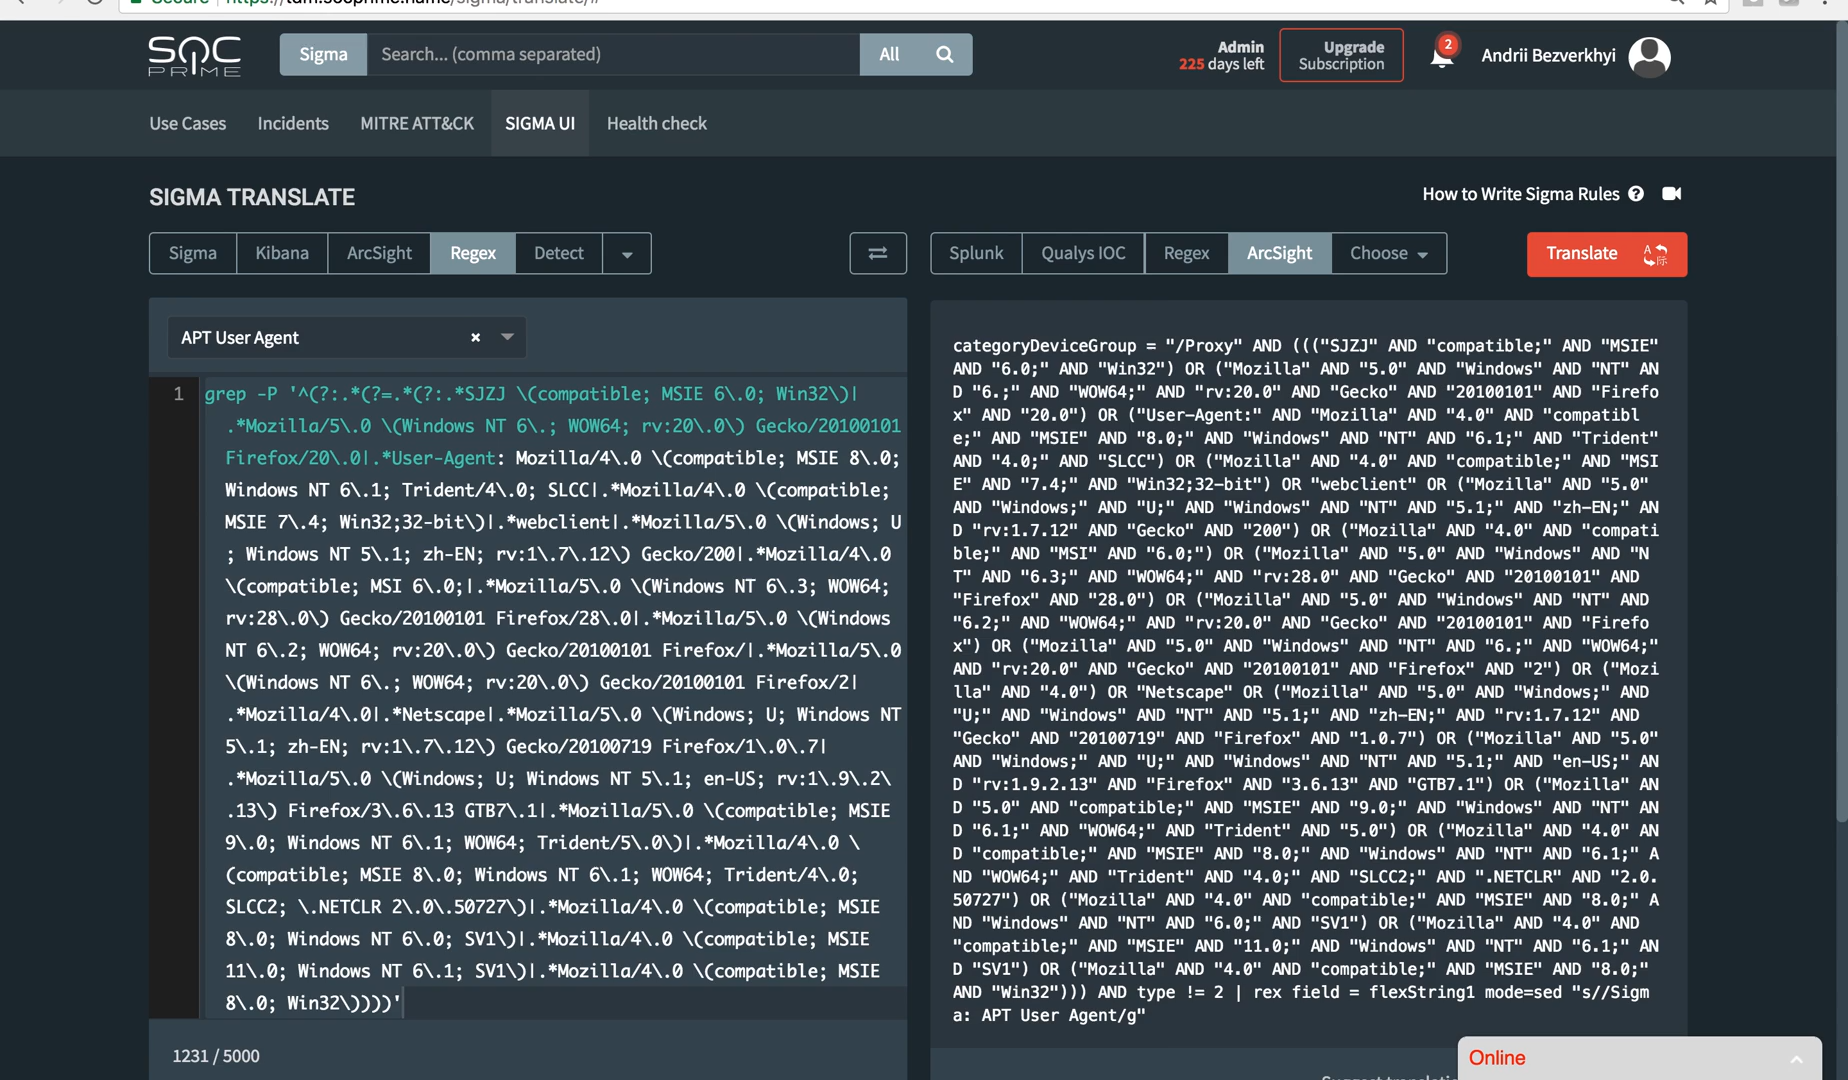 Secure
SOC
PRIME
Sigma
Search... (comma separated)
All
Admin
225 days left
Upgrade
Subscription
2
Andrii Bezverkhyi
Use Cases
Incidents
MITRE ATT&CK
SIGMA UI
Health check
SIGMA TRANSLATE
How to Write Sigma Rules
Sigma
Kibana
ArcSight
Regex
Detect
Splunk
Qualys IOC
Regex
ArcSight
Choose
Translate
APT User Agent
1
grep -P '^(?:.*(?=.*(?:.*SJZJ \(compatible; MSIE 6\.0; Win32\)|
.*Mozilla/5\.0 \(Windows NT 6\.; WOW64; rv:20\.0\) Gecko/20100101
Firefox/20\.0|.*User-Agent: Mozilla/4\.0 \(compatible; MSIE 8\.0;
Windows NT 6\.1; Trident/4\.0; SLCC|.*Mozilla/4\.0 \(compatible;
MSIE 7\.4; Win32;32-bit\)|.*webclient|.*Mozilla/5\.0 \(Windows; U
; Windows NT 5\.1; zh-EN; rv:1\.7\.12\) Gecko/200|.*Mozilla/4\.0
\(compatible; MSI 6\.0;|.*Mozilla/5\.0 \(Windows NT 6\.3; WOW64;
rv:28\.0\) Gecko/20100101 Firefox/28\.0|.*Mozilla/5\.0 \(Windows
NT 6\.2; WOW64; rv:20\.0\) Gecko/20100101 Firefox/|.*Mozilla/5\.0
\(Windows NT 6\.; WOW64; rv:20\.0\) Gecko/20100101 Firefox/2|
.*Mozilla/4\.0|.*Netscape|.*Mozilla/5\.0 \(Windows; U; Windows NT
5\.1; zh-EN; rv:1\.7\.12\) Gecko/20100719 Firefox/1\.0\.7|
.*Mozilla/5\.0 \(Windows; U; Windows NT 5\.1; en-US; rv:1\.9\.2\
.13\) Firefox/3\.6\.13 GTB7\.1|.*Mozilla/5\.0 \(compatible; MSIE
9\.0; Windows NT 6\.1; WOW64; Trident/5\.0\)|.*Mozilla/4\.0 \
(compatible; MSIE 8\.0; Windows NT 6\.1; WOW64; Trident/4\.0;
SLCC2; \.NETCLR 2\.0\.50727\)|.*Mozilla/4\.0 \(compatible; MSIE
8\.0; Windows NT 6\.0; SV1\)|.*Mozilla/4\.0 \(compatible; MSIE
11\.0; Windows NT 6\.1; SV1\)|.*Mozilla/4\.0 \(compatible; MSIE
8\.0; Win32\))))'
1231 / 5000
categoryDeviceGroup = "/Proxy" AND ((("SJZJ" AND "compatible;" AND "MSIE"
AND "6.0;" AND "Win32") OR ("Mozilla" AND "5.0" AND "Windows" AND "NT" AN
D "6.;" AND "WOW64;" AND "rv:20.0" AND "Gecko" AND "20100101" AND "Firefo
x" AND "20.0") OR ("User-Agent:" AND "Mozilla" AND "4.0" AND "compatibl
e;" AND "MSIE" AND "8.0;" AND "Windows" AND "NT" AND "6.1;" AND "Trident"
AND "4.0;" AND "SLCC") OR ("Mozilla" AND "4.0" AND "compatible;" AND "MSI
E" AND "7.4;" AND "Win32;32-bit") OR "webclient" OR ("Mozilla" AND "5.0"
AND "Windows;" AND "U;" AND "Windows" AND "NT" AND "5.1;" AND "zh-EN;" AN
D "rv:1.7.12" AND "Gecko" AND "200") OR ("Mozilla" AND "4.0" AND "compati
ble;" AND "MSI" AND "6.0;") OR ("Mozilla" AND "5.0" AND "Windows" AND "N
T" AND "6.3;" AND "WOW64;" AND "rv:28.0" AND "Gecko" AND "20100101" AND
"Firefox" AND "28.0") OR ("Mozilla" AND "5.0" AND "Windows" AND "NT" AND
"6.2;" AND "WOW64;" AND "rv:20.0" AND "Gecko" AND "20100101" AND "Firefo
x") OR ("Mozilla" AND "5.0" AND "Windows" AND "NT" AND "6.;" AND "WOW64;"
AND "rv:20.0" AND "Gecko" AND "20100101" AND "Firefox" AND "2") OR ("Mozi
lla" AND "4.0") OR "Netscape" OR ("Mozilla" AND "5.0" AND "Windows;" AND
"U;" AND "Windows" AND "NT" AND "5.1;" AND "zh-EN;" AND "rv:1.7.12" AND
"Gecko" AND "20100719" AND "Firefox" AND "1.0.7") OR ("Mozilla" AND "5.0"
AND "Windows;" AND "U;" AND "Windows" AND "NT" AND "5.1;" AND "en-US;" AN
D "rv:1.9.2.13" AND "Firefox" AND "3.6.13" AND "GTB7.1") OR ("Mozilla" AN
D "5.0" AND "compatible;" AND "MSIE" AND "9.0;" AND "Windows" AND "NT" AN
D "6.1;" AND "WOW64;" AND "Trident" AND "5.0") OR ("Mozilla" AND "4.0" AN
D "compatible;" AND "MSIE" AND "8.0;" AND "Windows" AND "NT" AND "6.1;" A
ND "WOW64;" AND "Trident" AND "4.0;" AND "SLCC2;" AND ".NETCLR" AND "2.0.
50727") OR ("Mozilla" AND "4.0" AND "compatible;" AND "MSIE" AND "8.0;" A
ND "Windows" AND "NT" AND "6.0;" AND "SV1") OR ("Mozilla" AND "4.0" AND
"compatible;" AND "MSIE" AND "11.0;" AND "Windows" AND "NT" AND "6.1;" AN
D "SV1") OR ("Mozilla" AND "4.0" AND "compatible;" AND "MSIE" AND "8.0;"
AND "Win32"))) AND type != 2 | rex field = flexString1 mode=sed "s//Sigm
a: APT User Agent/g"
Online